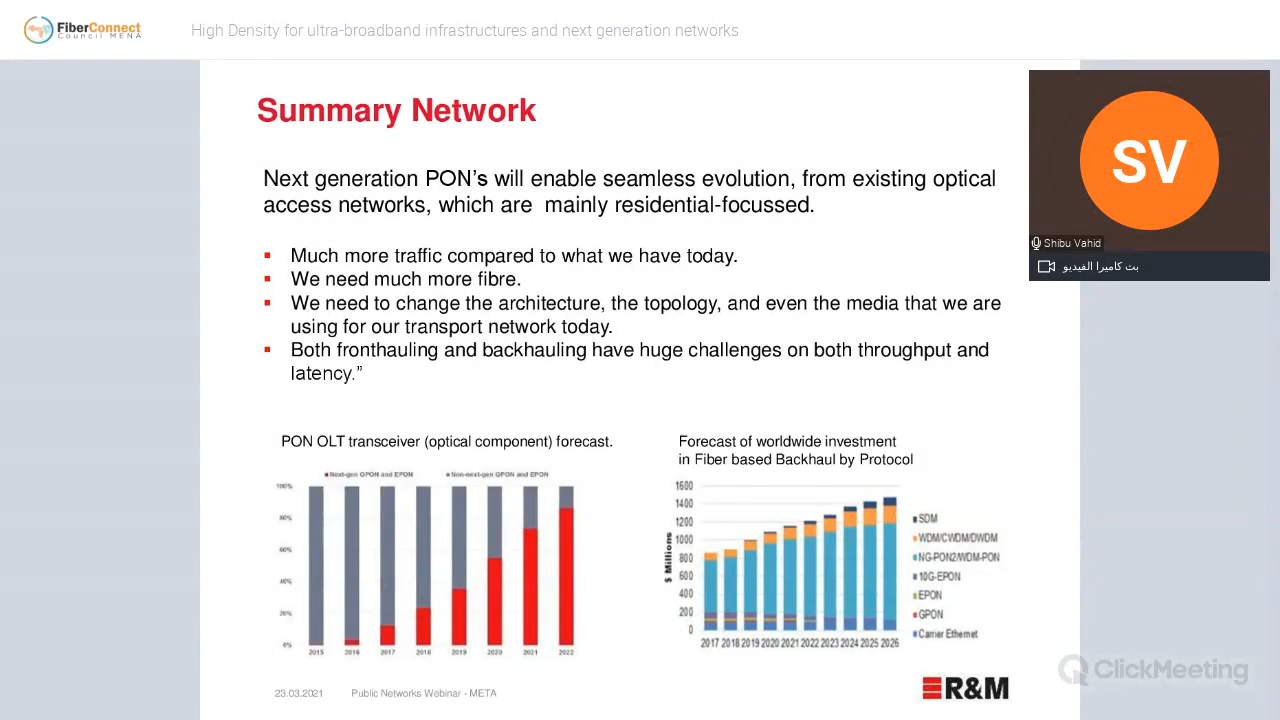 FiberConnect
Council MENA
High Density for ultra-broadband infrastructures and next generation networks
Summary Network
Next generation PON’s will enable seamless evolution, from existing optical
access networks, which are mainly residential-focussed.
Much more traffic compared to what we have today.
We need much more fibre.
We need to change the architecture, the topology, and even the media that we are
using for our transport network today.
Both fronthauling and backhauling have huge challenges on both throughput and
latency.”
SV
Shibu Vahid
بث كاميرا الفيديو
PON OLT transceiver (optical component) forecast.
Next-gen GPON and EPON
Non-next-gen GPON and EPON
100%
80%
60%
40%
20%
0%
2015 2016 2017 2018 2019 2020 2021 2022
Forecast of worldwide investment
in Fiber based Backhaul by Protocol
$ Millions
1600
1400
1200
1000
800
600
400
200
0
2017 2018 2019 2020 2021 2022 2023 2024 2025 2026
SDM
WDM/CWDM/DWDM
NG-PON2/WDM-PON
10G-EPON
EPON
GPON
Carrier Ethernet
23.03.2021
Public Networks Webinar - META
R&M
ClickMeeting